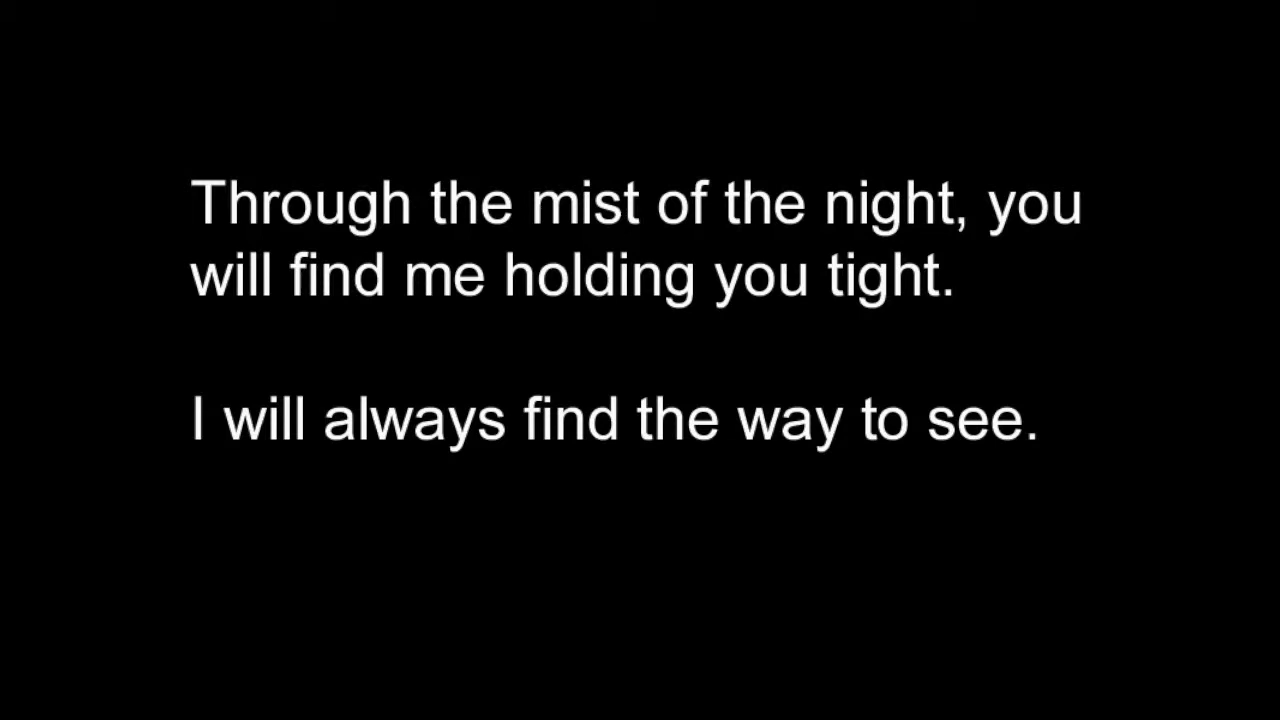 Through the mist of the night, you
will find me holding you tight.
I will always find the way to see.